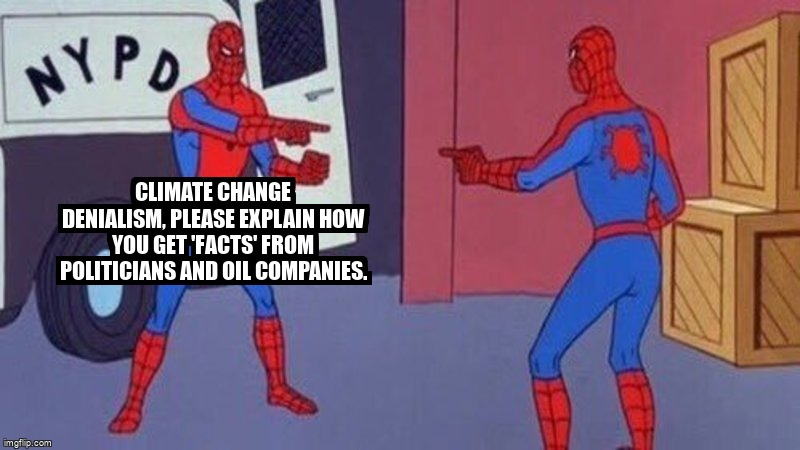 NYPD
CLIMATE CHANGE
DENIALISM, PLEASE EXPLAIN HOW
YOU GET 'FACTS' FROM
POLITICIANS AND OIL COMPANIES.
imgflip.com